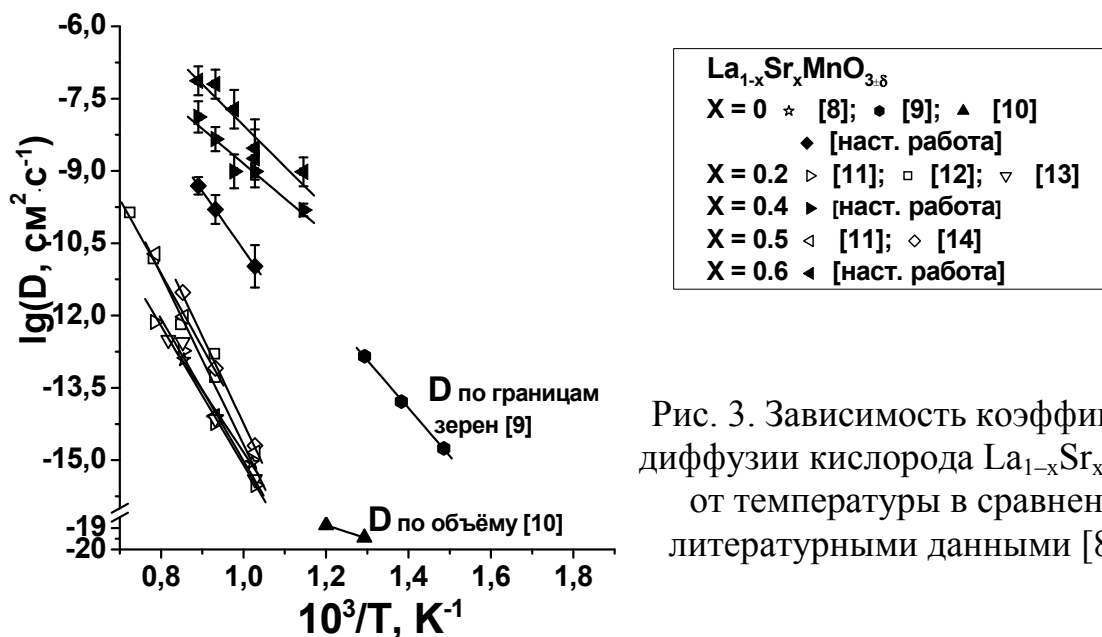 -6,0
-7,5
-9,0
-10,5
-12,0
-13,5
-15,0
-19
-20
lg(D, см²·с⁻¹)
0,8 1,0 1,2 1,4 1,6 1,8
10³/T, K⁻¹
D по границам
зерен [9]
D по объёму [10]
La₁₋ₓSrₓMnO₃±δ
X = 0 ☆ [8]; ● [9]; ▲ [10]
◆ [наст. работа]
X = 0.2 ▷ [11]; □ [12]; ▽ [13]
X = 0.4 ▶ [наст. работа]
X = 0.5 ◁ [11]; ◇ [14]
X = 0.6 ◀ [наст. работа]
Рис. 3. Зависимость коэффи
диффузии кислорода La₁₋ₓSrₓ
от температуры в сравнен
литературными данными [8